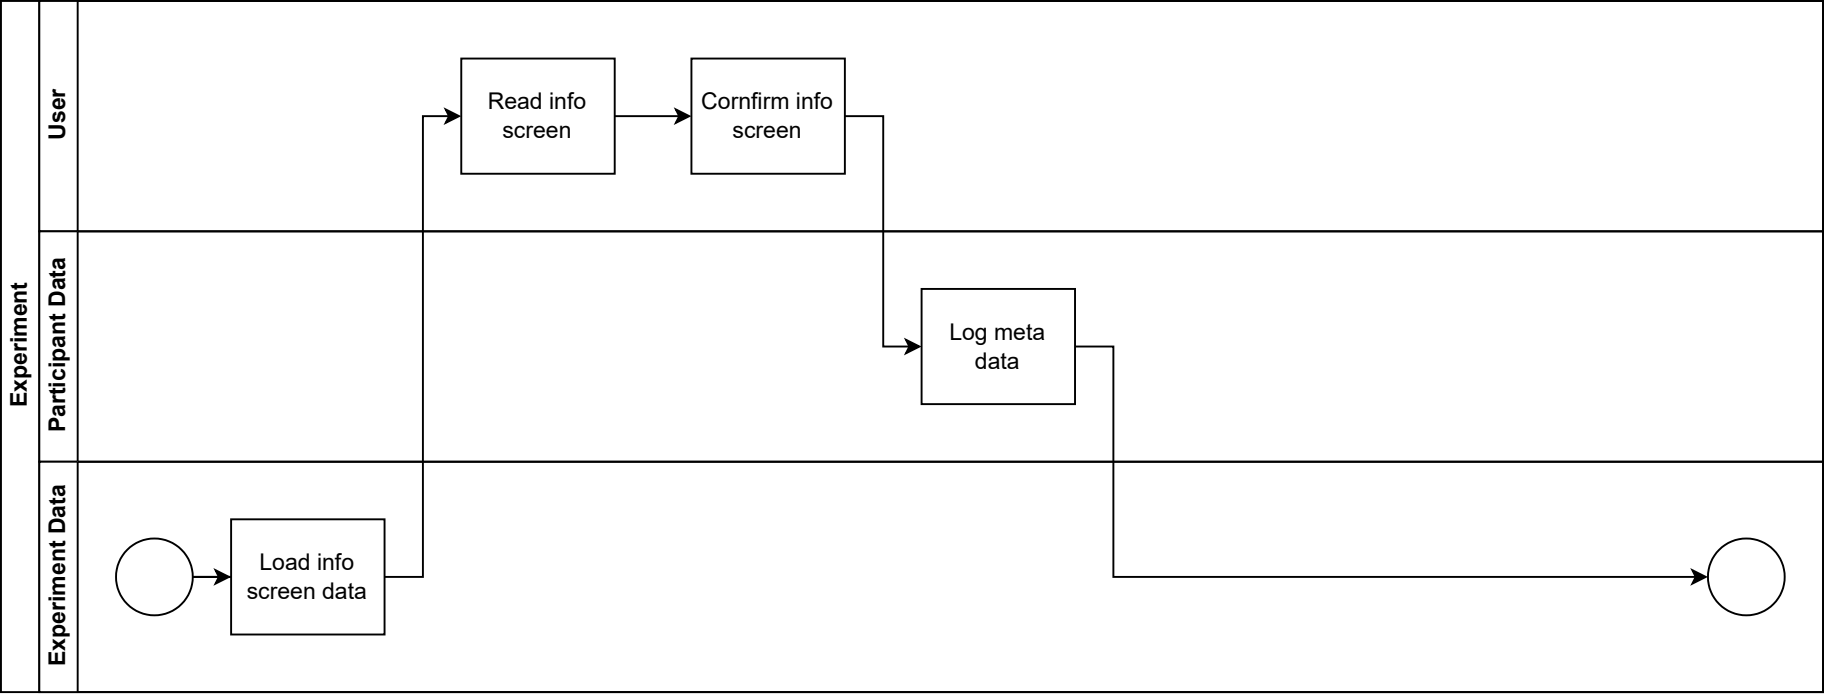 Experiment
User
Read info
screen
Cornfirm info
screen
Participant Data
Log meta
data
Experiment Data
Load info
screen data